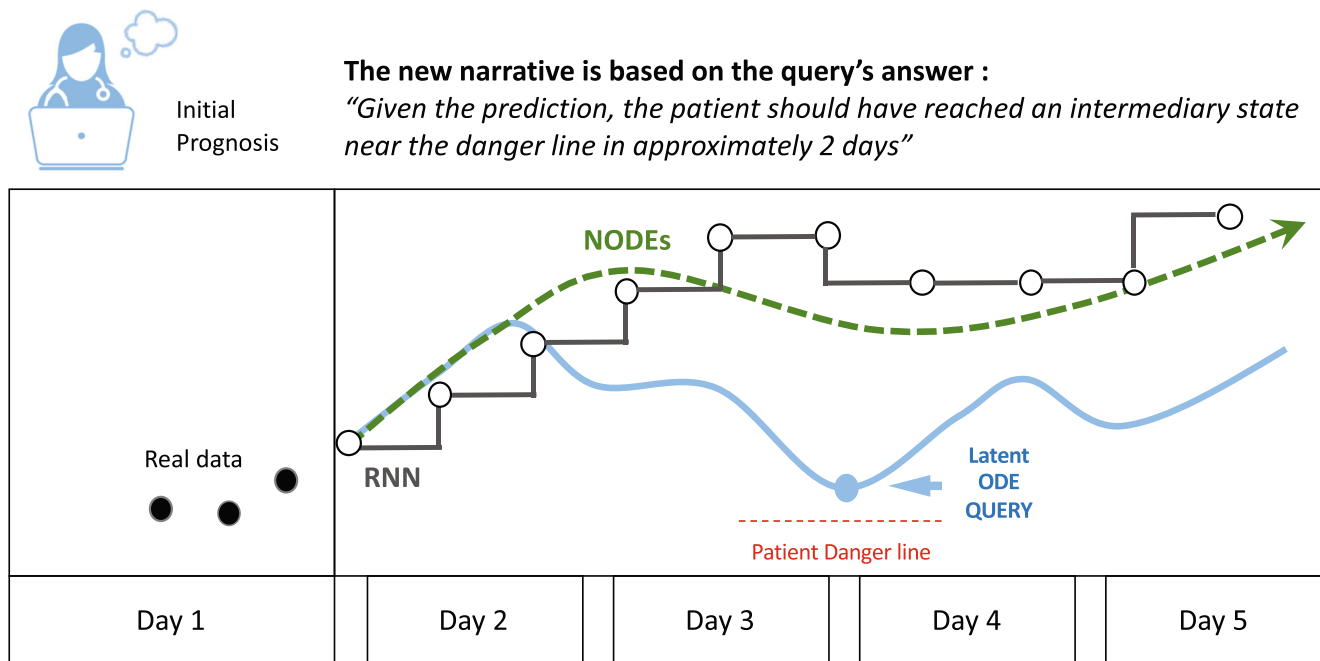 Initial
Prognosis
The new narrative is based on the query’s answer :
“Given the prediction, the patient should have reached an intermediary state
near the danger line in approximately 2 days”
NODEs
Real data
RNN
Latent
ODE
QUERY
Patient Danger line
Day 1
Day 2
Day 3
Day 4
Day 5